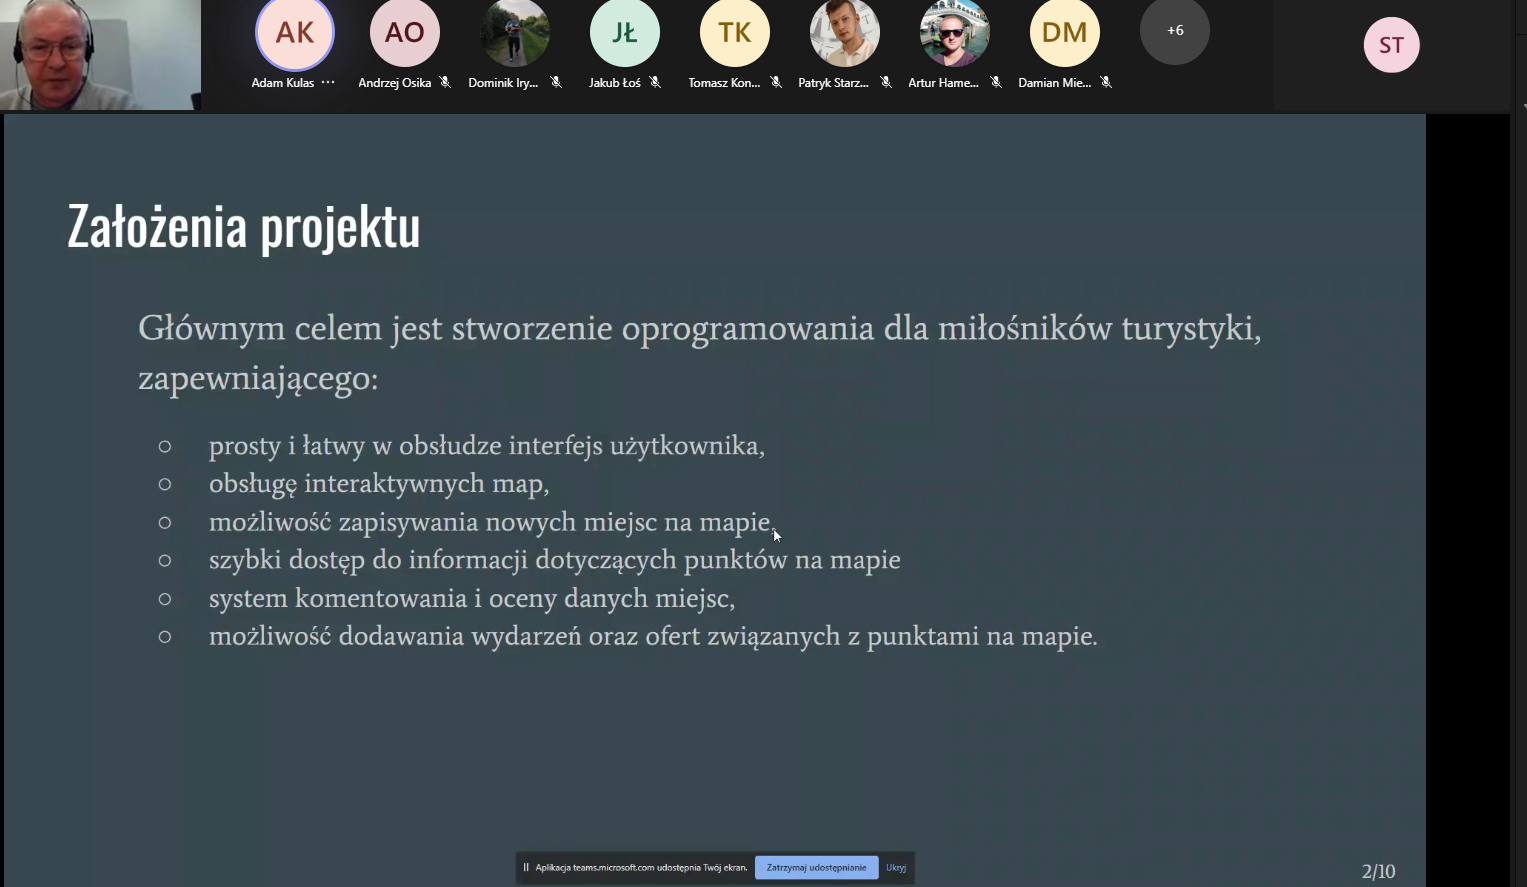 AK
AO
JŁ
TK
DM
+6
ST
Adam Kulas ...
Andrzej Osika
Dominik Iry...
Jakub Łoś
Tomasz Kon...
Patryk Starz...
Artur Hame...
Damian Mie...
Założenia projektu
Głównym celem jest stworzenie oprogramowania dla miłośników turystyki,
zapewniającego:
prosty i łatwy w obsłudze interfejs użytkownika,
obsługę interaktywnych map,
możliwość zapisywania nowych miejsc na mapie,
szybki dostęp do informacji dotyczących punktów na mapie
system komentowania i oceny danych miejsc,
możliwość dodawania wydarzeń oraz ofert związanych z punktami na mapie.
Aplikacja teams.microsoft.com udostępnia Twój ekran.
Zatrzymaj udostępnianie
Ukryj
2/10